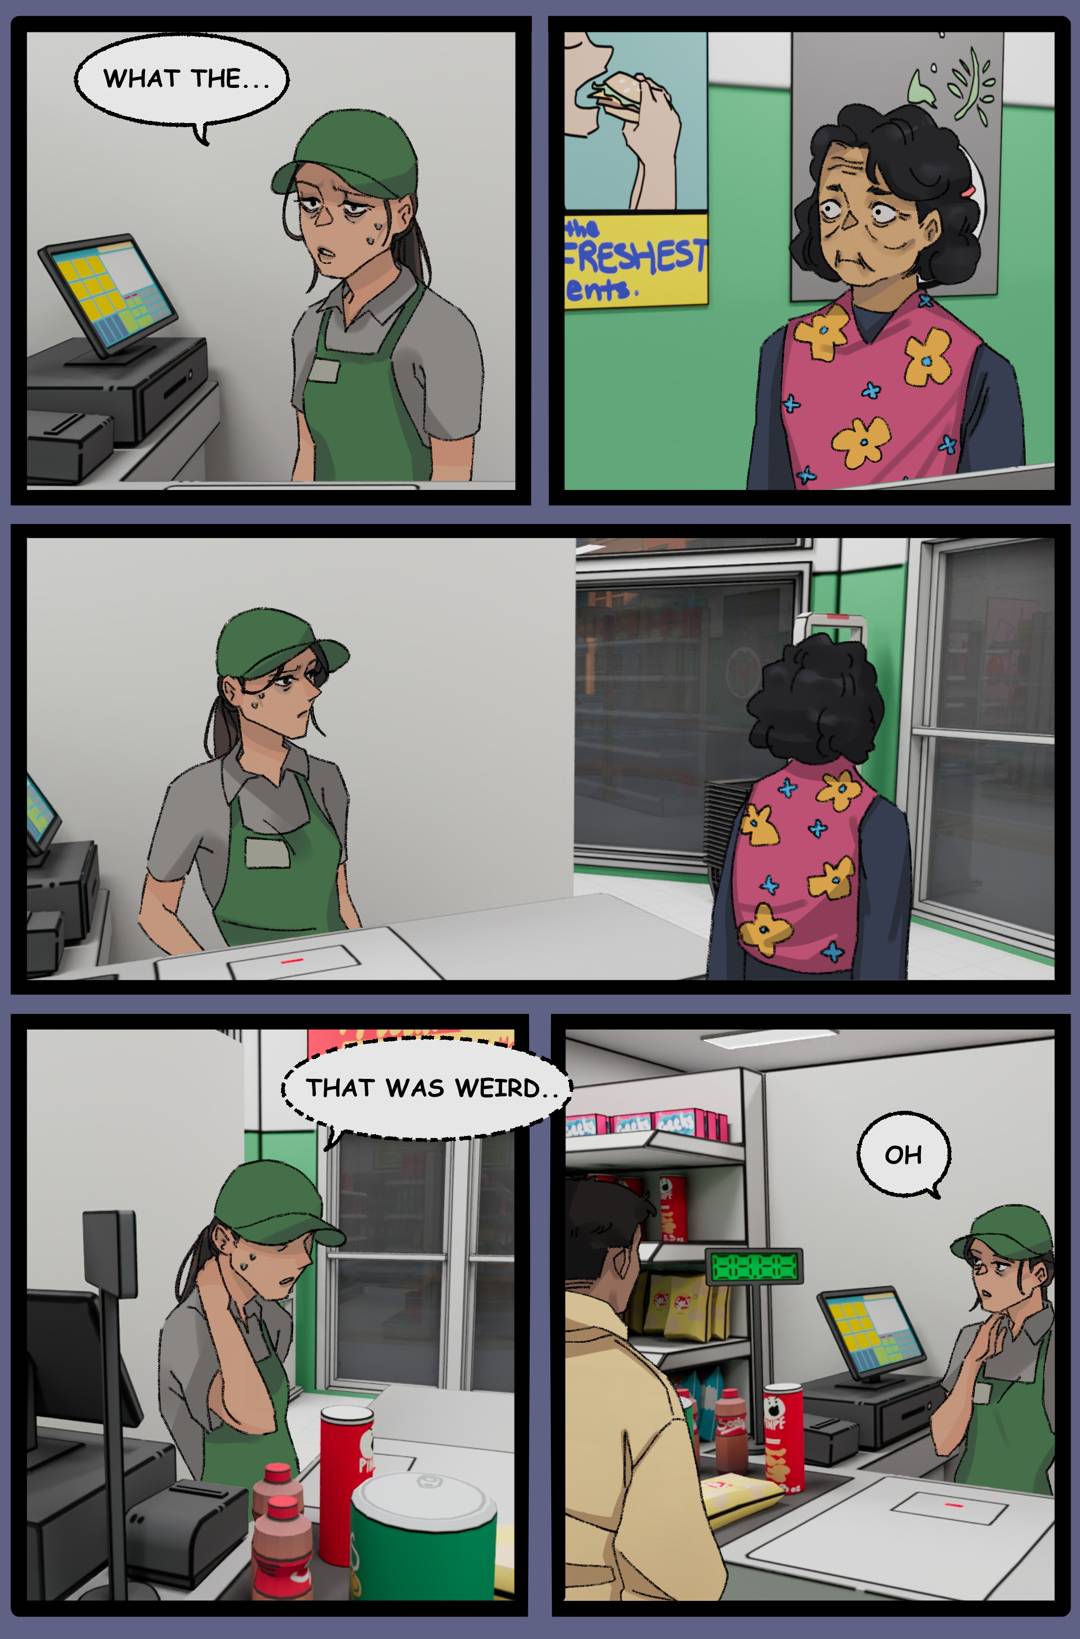 WHAT THE...
the
FRESHEST
ents.
THAT WAS WEIRD..
OH